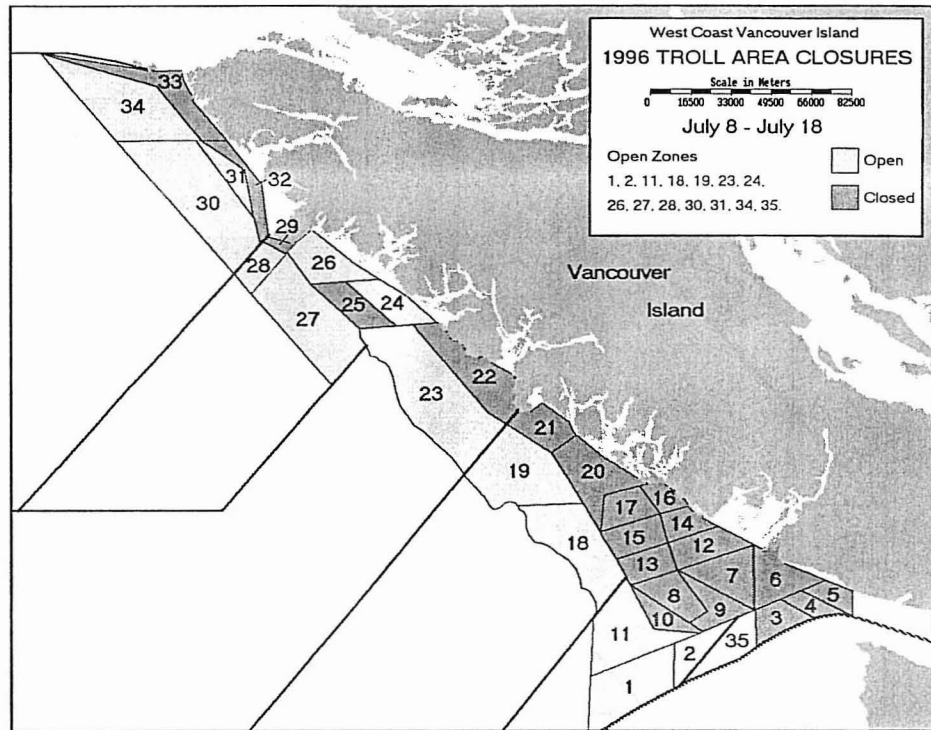 West Coast Vancouver Island
1996 TROLL AREA CLOSURES
Scale in Meters
0 16500 33000 49500 66000 82500
July 8 - July 18
Open Zones
1, 2, 11, 18, 19, 23, 24,
26, 27, 28, 30, 31, 34, 35.
Open
Closed
33
34
31
32
30
29
28
26
27
25
24
Vancouver
Island
23
22
21
19
20
17
16
18
15
14
13
12
7
6
8
5
10
9
3
4
11
2
35
1